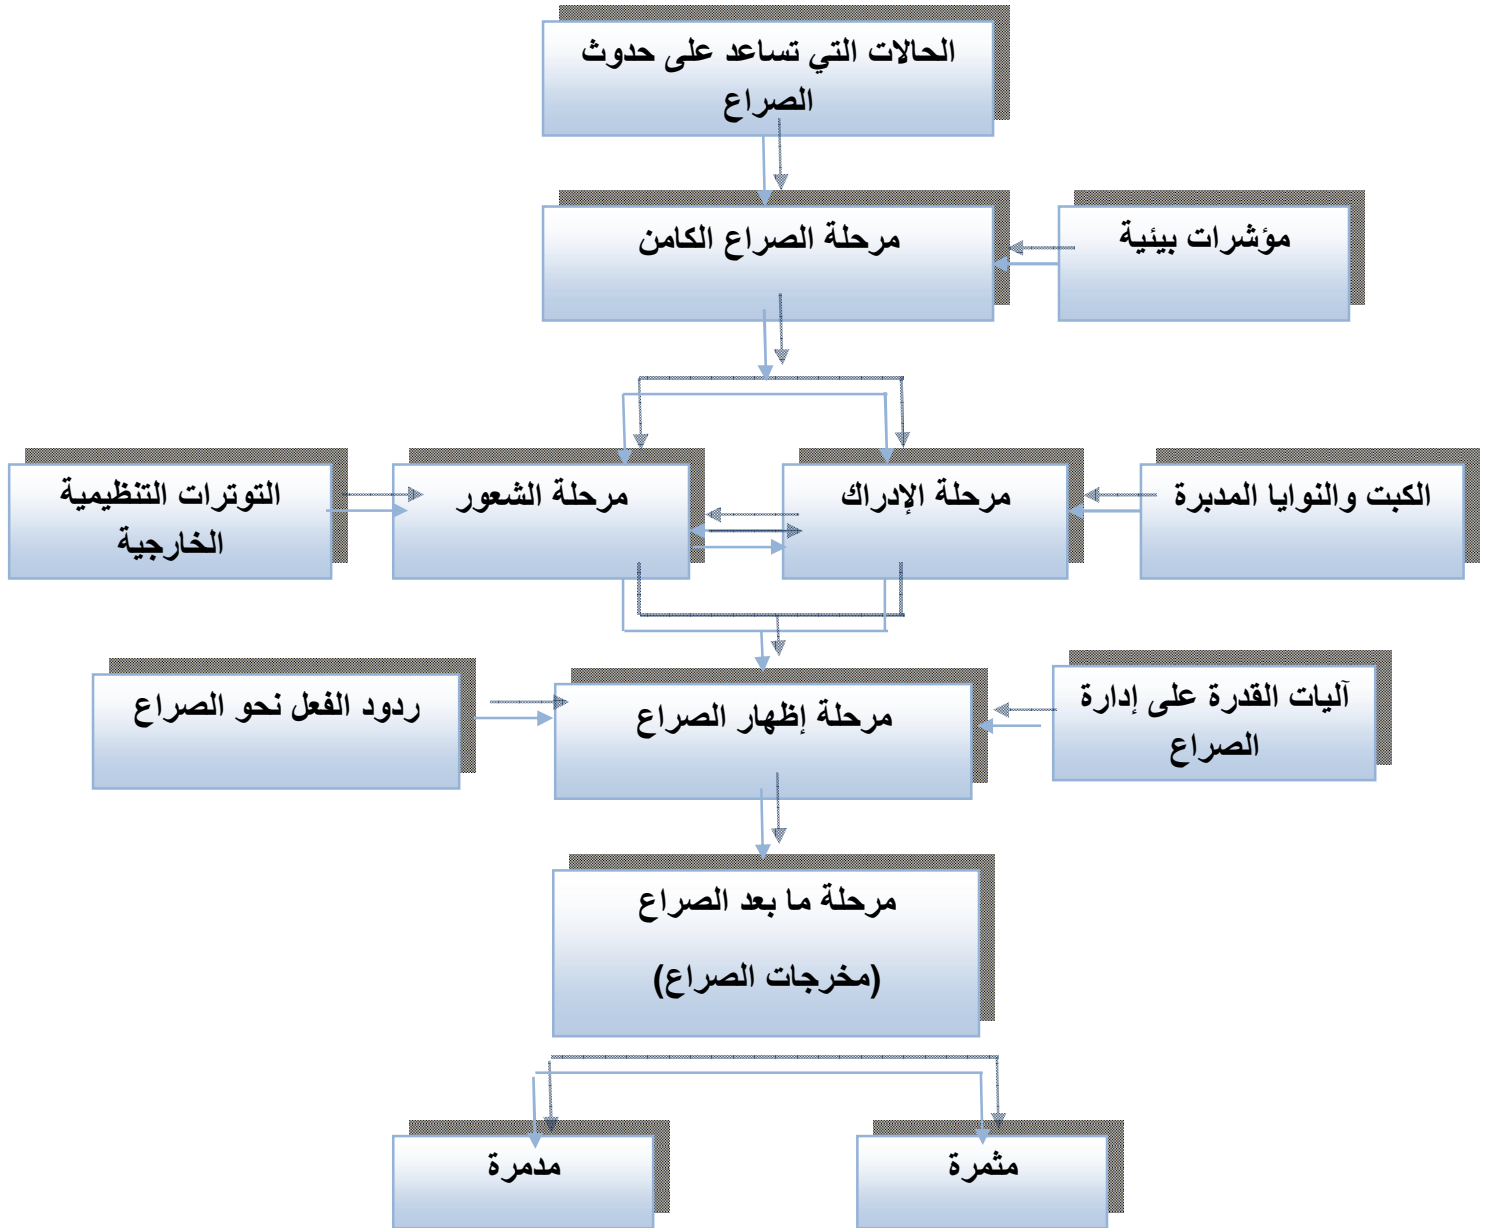 الحالات التي تساعد على حدوث
الصراع
مؤشرات بيئية
مرحلة الصراع الكامن
الكبت والنوايا المدبرة
مرحلة الإدراك
مرحلة الشعور
التوترات التنظيمية
الخارجية
آليات القدرة على إدارة
الصراع
مرحلة إظهار الصراع
ردود الفعل نحو الصراع
مرحلة ما بعد الصراع
(مخرجات الصراع)
مثمرة
مدمرة